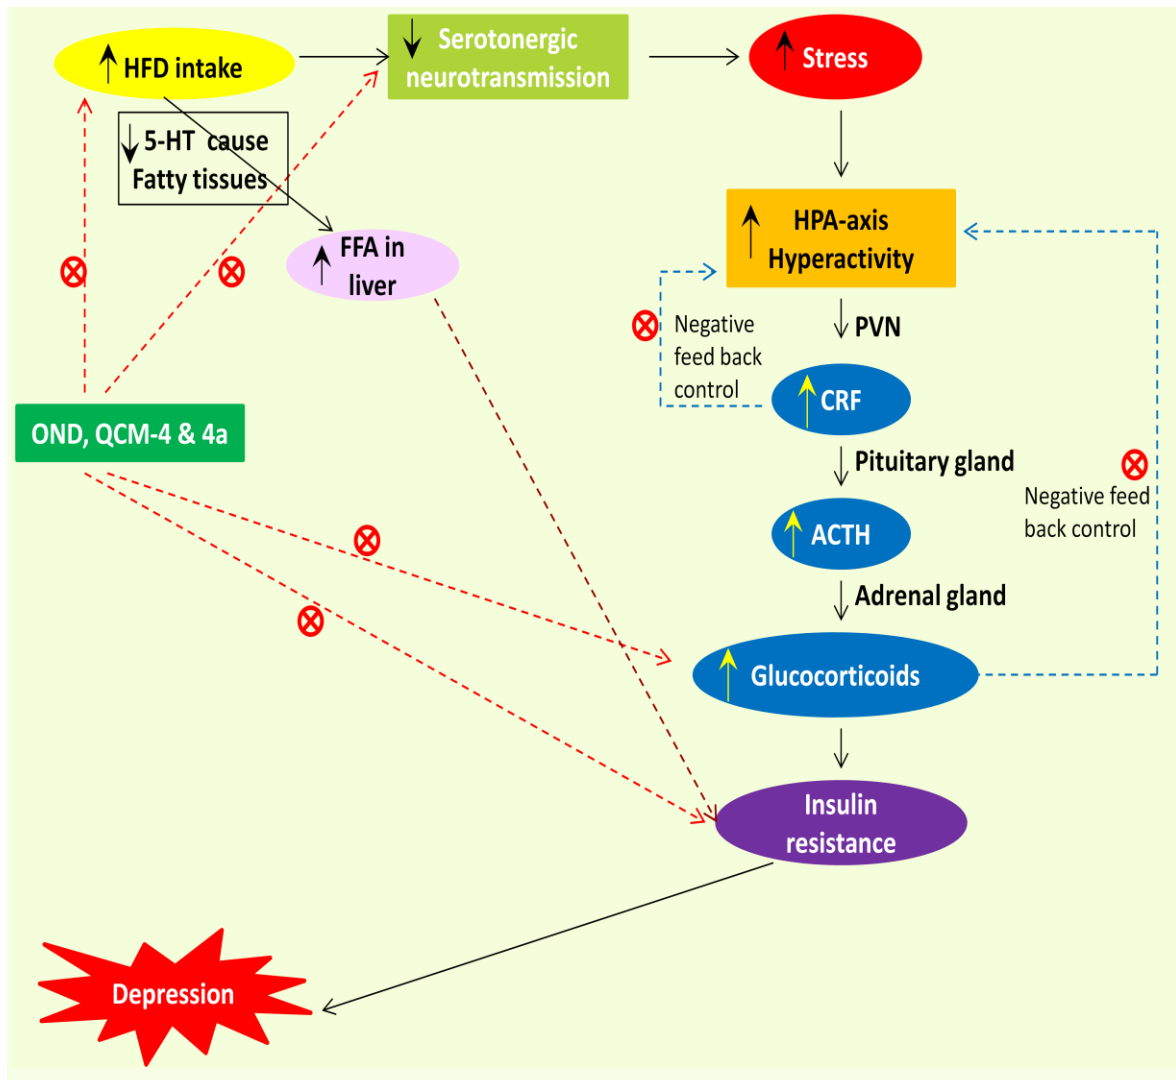 HFD intake
Serotonergic
neurotransmission
Stress
5-HT cause
Fatty tissues
FFA in
liver
HPA-axis
Hyperactivity
PVN
Negative
feed back
control
CRF
OND, QCM-4 & 4a
Pituitary gland
Negative feed
back control
ACTH
Adrenal gland
Glucocorticoids
Insulin
resistance
Depression